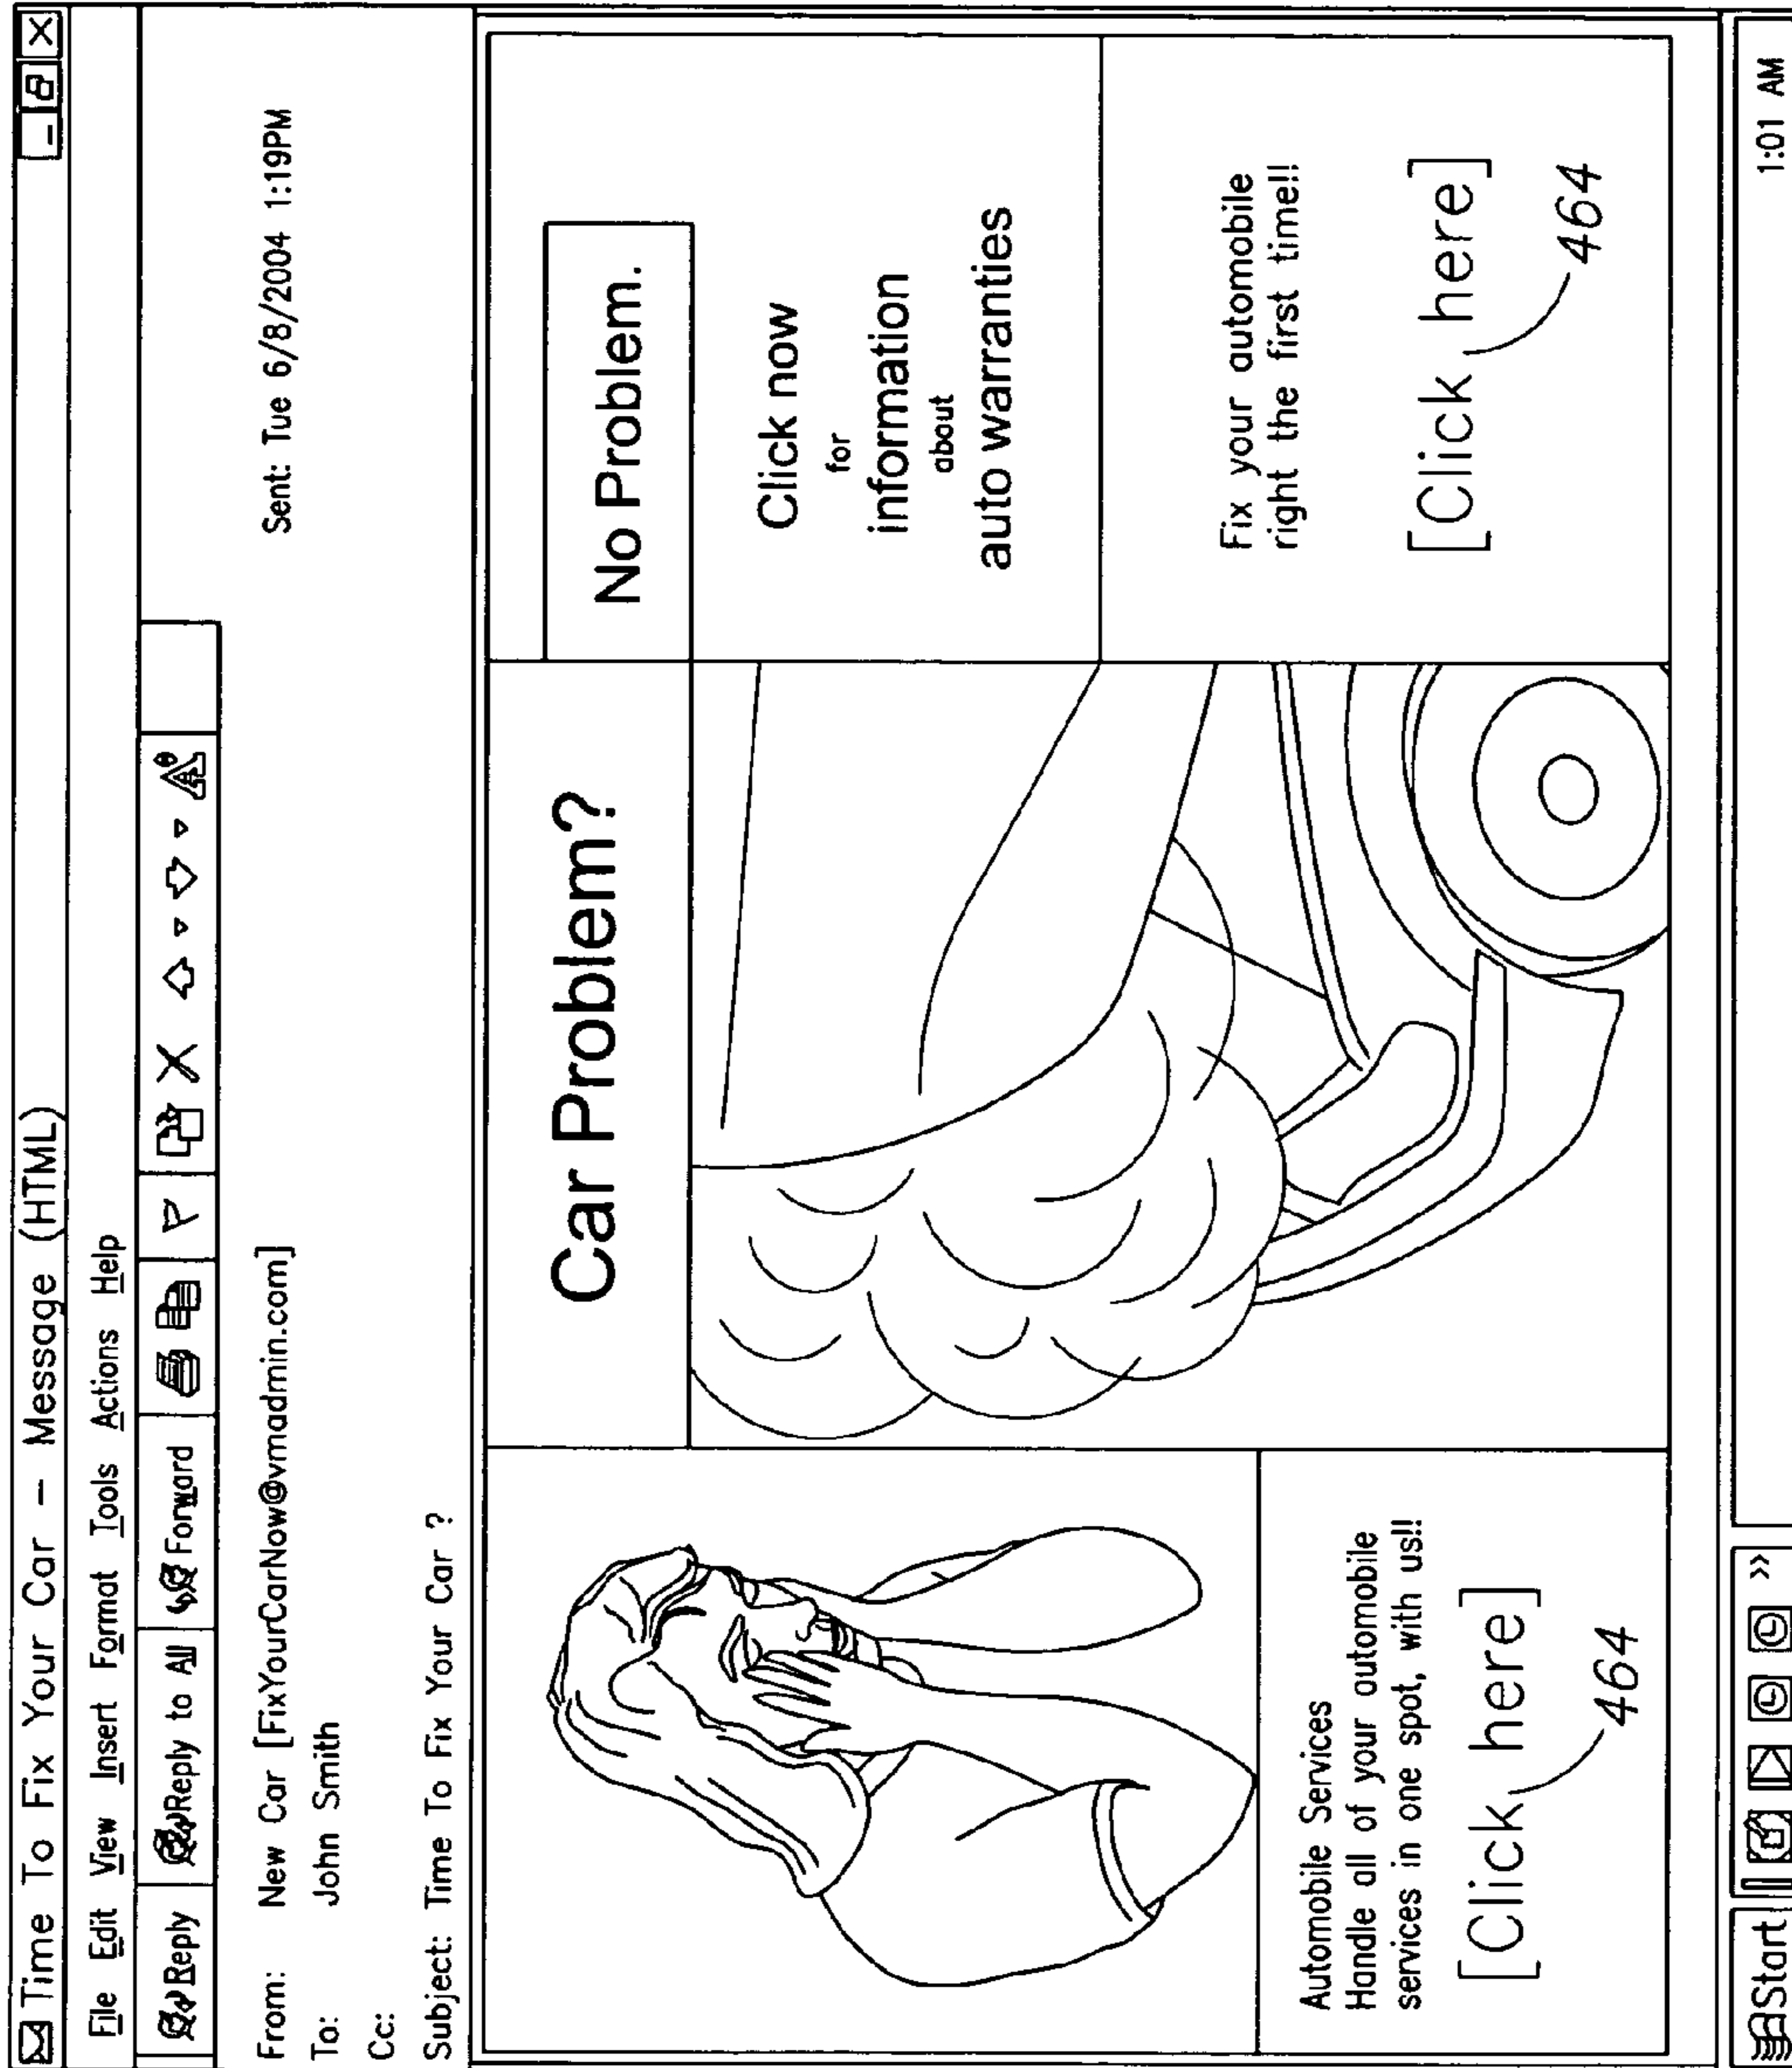 Time To Fix Your Car – Message (HTML)
File Edit View Insert Format Tools Actions Help
Reply Reply to All Forward
From: New Car [FixYourCarNow@vmadmin.com]
Sent: Tue 6/8/2004 1:19PM
To: John Smith
Cc:
Subject: Time To Fix Your Car ?
Car Problem?
No Problem.
Click now
for
information
about
auto warranties
Automobile Services
Handle all of your automobile
services in one spot, with us!!
[Click here]
464
Fix your automobile
right the first time!!
[Click here]
464
Start
»
1:01 AM